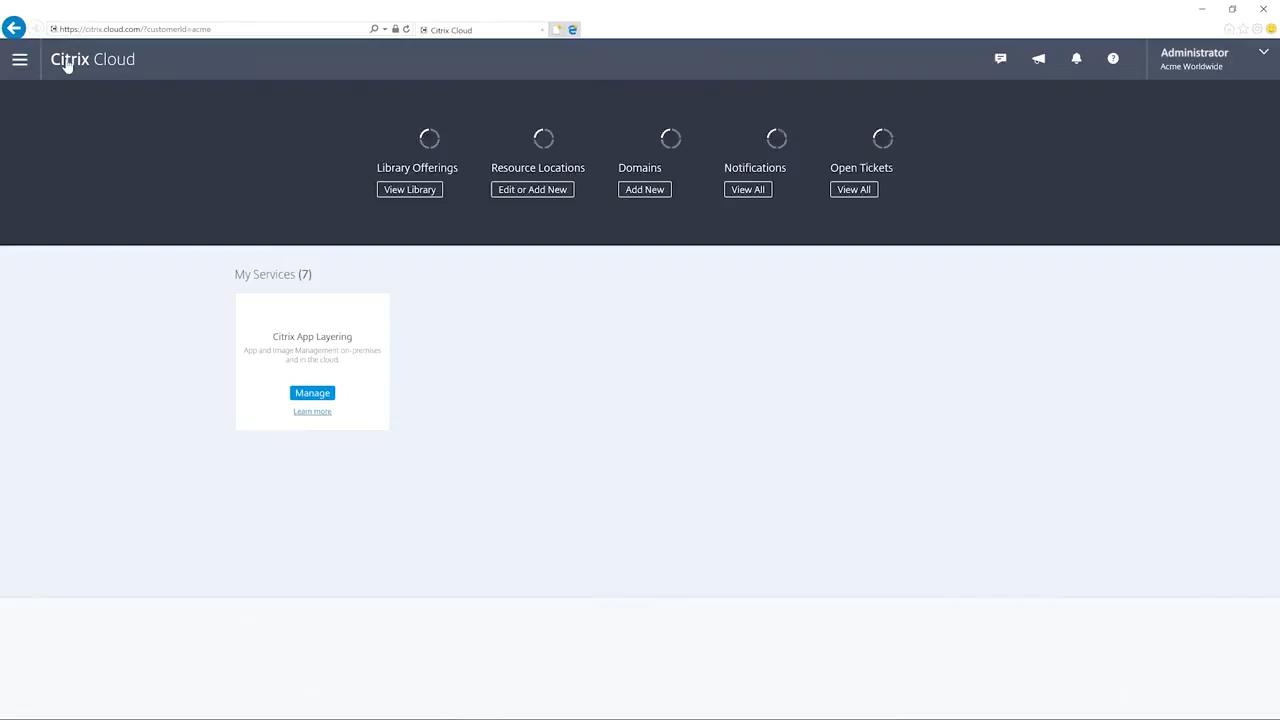 https://citrix.cloud.com/?customerId=acme
Citrix Cloud
Citrix Cloud
Administrator
Acme Worldwide
Library Offerings
Resource Locations
Domains
Notifications
Open Tickets
View Library
Edit or Add New
Add New
View All
View All
My Services (7)
Citrix App Layering
App and Image Management on-premises
and in the cloud.
Manage
Learn more